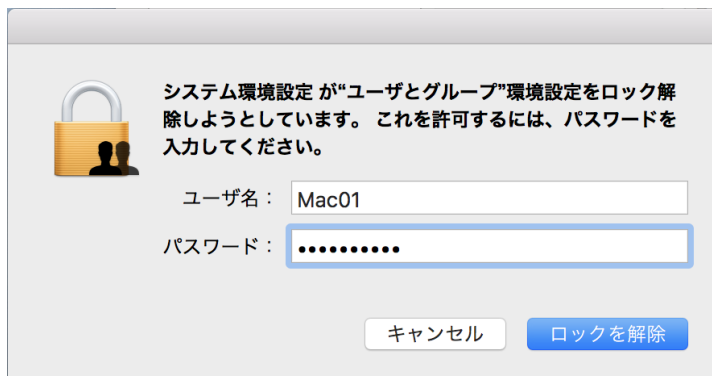 システム環境設定 が“ユーザとグループ”環境設定をロック解
除しようとしています。 これを許可するには、パスワードを
入力してください。
ユーザ名： Mac01
パスワード： ••••••••••
キャンセル ロックを解除